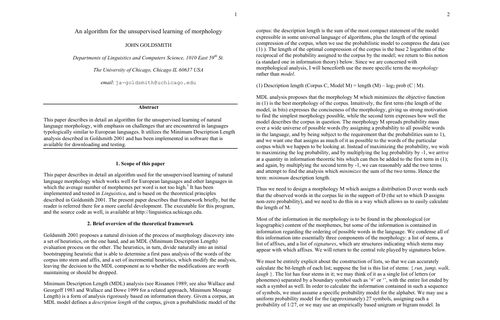 1
An algorithm for the unsupervised learning of morphology
JOHN GOLDSMITH
Departments of Linguistics and Computer Science, 1010 East 59th St.
The University of Chicago, Chicago IL 60637 USA
email: ja-goldsmith@uchicago.edu
Abstract
This paper describes in detail an algorithm for the unsupervised learning of natural
language morphology, with emphasis on challenges that are encountered in languages
typologically similar to European languages. It utilizes the Minimum Description Length
analysis described in Goldsmith 2001 and has been implemented in software that is
available for downloading and testing.
1. Scope of this paper
This paper describes in detail an algorithm used for the unsupervised learning of natural
language morphology which works well for European languages and other languages in
which the average number of morphemes per word is not too high. It has been
implemented and tested in Linguistica, and is based on the theoretical principles
described in Goldsmith 2001. The present paper describes that framework briefly, but the
reader is referred there for a more careful development. The executable for this program,
and the source code as well, is available at http://linguistica.uchicago.edu.
2. Brief overview of the theoretical framework
Goldsmith 2001 proposes a natural division of the process of morphology discovery into
a set of heuristics, on the one hand, and an MDL (Minimum Description Length)
evaluation process on the other. The heuristics, in turn, divide naturally into an initial
bootstrapping heuristic that is able to determine a first pass analysis of the words of the
corpus into stem and affix, and a set of incremental heuristics, which modify the analysis,
leaving the decision to the MDL component as to whether the modifications are worth
maintaining or should be dropped.
Minimum Description Length (MDL) analysis (see Rissanen 1989, see also Wallace and
Georgeff 1983 and Wallace and Dowe 1999 for a related approach, Minimum Message
Length) is a form of analysis rigorously based on information theory. Given a corpus, an
MDL model defines a description length of the corpus, given a probabilistic model of the
2
corpus: the description length is the sum of the most compact statement of the model
expressible in some universal language of algorithms, plus the length of the optimal
compression of the corpus, when we use the probabilistic model to compress the data (see
(1) ). The length of the optimal compression of the corpus is the base 2 logarithm of the
reciprocal of the probability assigned to the corpus by the model; we return to this notion
(a standard one in information theory) below. Since we are concerned with
morphological analysis, I will henceforth use the more specific term the morphology
rather than model.
(1) Description Length (Corpus C, Model M) = length (M) – log prob (C | M).
MDL analysis proposes that the morphology M which minimizes the objective function
in (1) is the best morphology of the corpus. Intuitively, the first term (the length of the
model, in bits) expresses the conciseness of the morphology, giving us strong motivation
to find the simplest morphology possible, while the second term expresses how well the
model describes the corpus in question. The morphology M spreads probability mass
over a wide universe of possible words (by assigning a probability to all possible words
in the language, and by being subject to the requirement that the probabilities sum to 1),
and we want one that assigns as much of it as possible to the words of the particular
corpus which we happen to be looking at. Instead of maximizing the probability, we wish
to maximizing the log probability, and by multiplying the log probability by -1, we arrive
at a quantity in information theoretic bits which can then be added to the first term in (1);
and again, by multiplying the second term by -1, we can reasonably add the two terms
and attempt to find the analysis which minimize the sum of the two terms. Hence the
term: minimum description length.
Thus we need to design a morphology M which assigns a distribution D over words such
that the observed words in the corpus lie in the support of D (the set to which D assigns
non-zero probability), and we need to do this in a way which allows us to easily calculate
the length of M.
Most of the information in the morphology is to be found in the phonological (or
typographic) content of the morphemes, but some of the information is contained in
information regarding the ordering of possible words in the language. We condense all of
this information into essentially three components of the morphology: a list of stems, a
list of affixes, and a list of signatures, which are structures indicating which stems may
appear with which affixes. We will return to the central role played by signatures below.
We must be entirely explicit about the construction of lists, so that we can accurately
calculate the bit-length of each list; suppose the list is this list of stems: { run, jump, walk,
laugh }. The list has four stems in it; we may think of it as a single list of letters (or
phonemes) separated by a boundary symbol such as ‘#’ or ‘’, with the entire list ended by
such a symbol as well. In order to calculate the information contained in such a sequence
of symbols, we must assume a specific probability model for the alphabet. We may use a
uniform probability model for the (approximately) 27 symbols, assigning each a
probability of 1/27, or we may use an empirically based unigram or bigram model. In